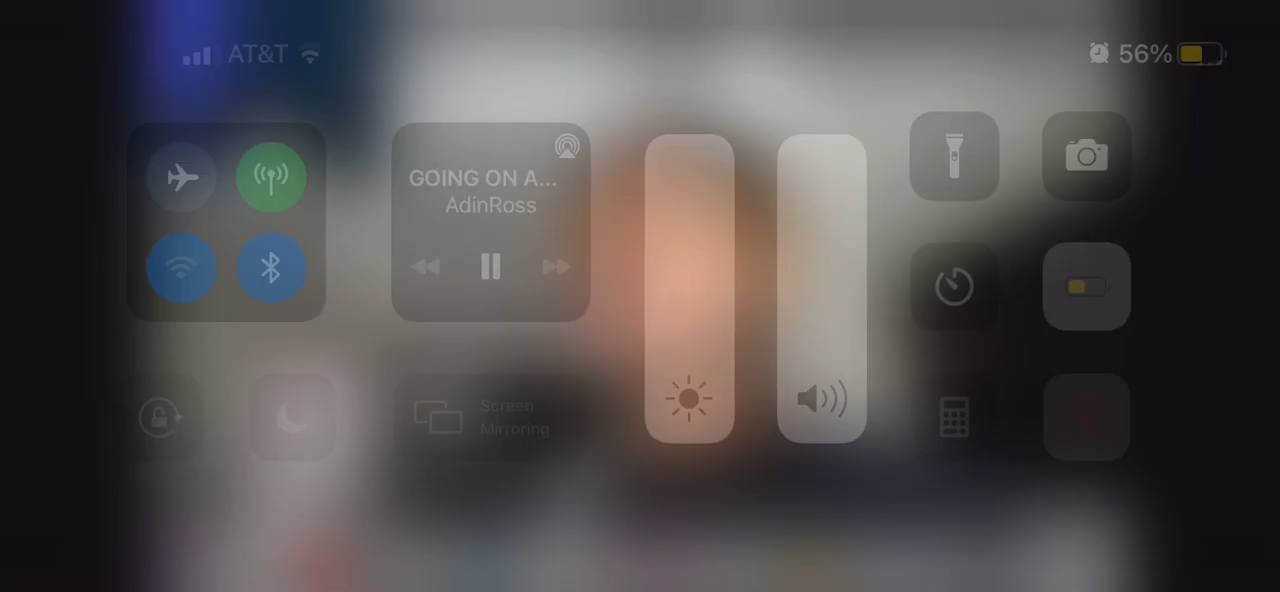 AT&T
56%
GOING ON A...
AdinRoss
Screen
Mirroring